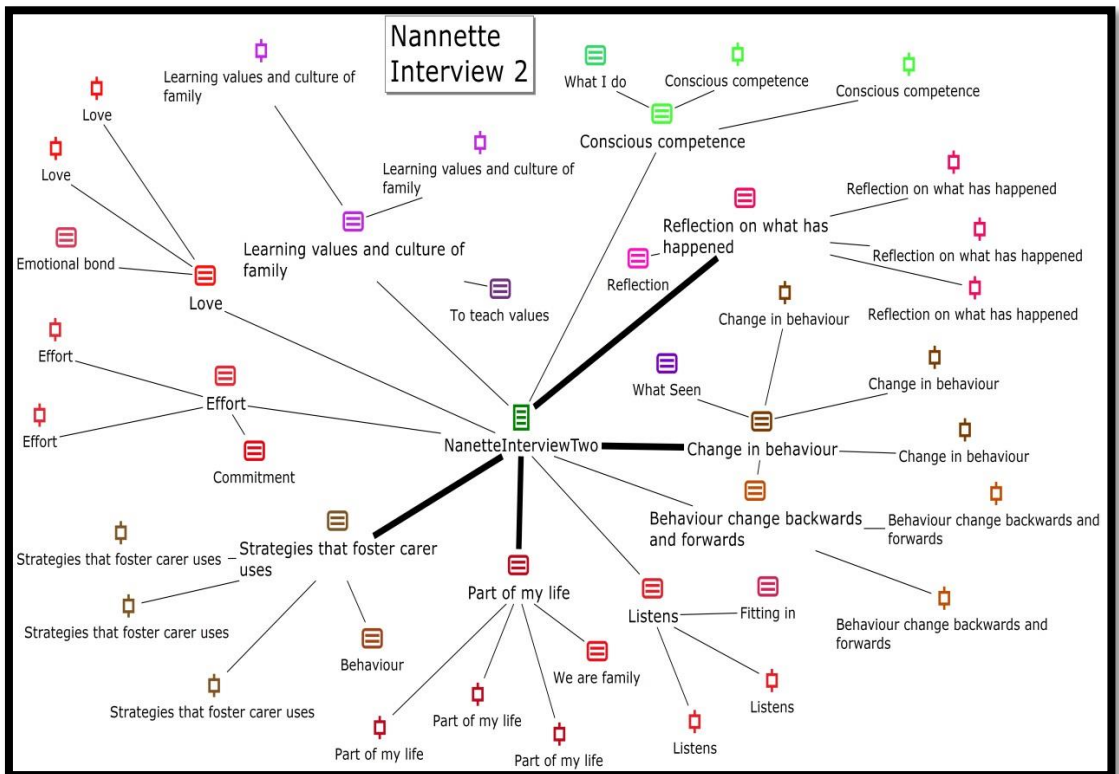 Nannette
Interview 2
Learning values and culture of
family
What I do
Conscious competence
Conscious competence
Love
Conscious competence
Love
Learning values and culture of
family
Reflection on what has happened
Reflection on what has
happened
Learning values and culture of
family
Emotional bond
Reflection on what has happened
Reflection
Love
To teach values
Change in behaviour
Reflection on what has happened
Effort
What Seen
Change in behaviour
Effort
Effort
NanetteInterviewTwo
Change in behaviour
Change in behaviour
Commitment
Behaviour change backwards
and forwards
Behaviour change backwards and
forwards
Strategies that foster carer uses
Strategies that foster carer
uses
Part of my life
Listens
Fitting in
Behaviour change backwards and
forwards
Strategies that foster carer uses
Behaviour
We are family
Strategies that foster carer uses
Part of my life
Listens
Part of my life
Part of my life
Listens